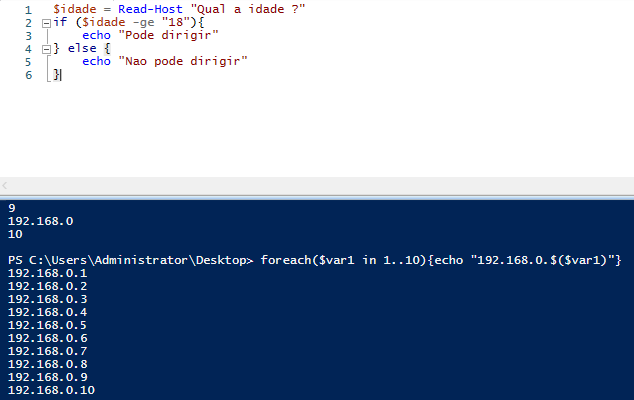 1 $idade = Read-Host "Qual a idade ?"
2 if ($idade -ge "18"){
3 echo "Pode dirigir"
4 } else {
5 echo "Nao pode dirigir"
6 }
9
192.168.0
10
PS C:\Users\Administrator\Desktop> foreach($var1 in 1..10){echo "192.168.0.$($var1)"}
192.168.0.1
192.168.0.2
192.168.0.3
192.168.0.4
192.168.0.5
192.168.0.6
192.168.0.7
192.168.0.8
192.168.0.9
192.168.0.10